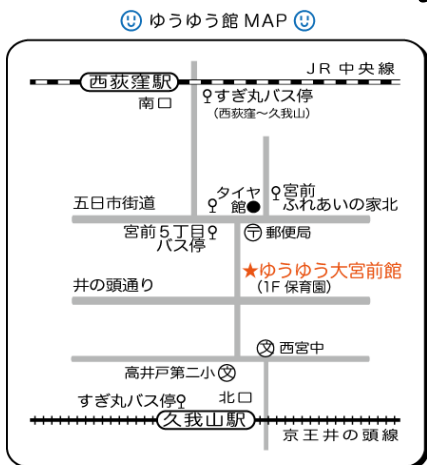 ゆうゆう館 MAP
JR 中央線
西荻窪駅
南口
すぎ丸バス停
(西荻窪～久我山)
タイヤ
館
宮前
ふれあいの家北
五日市街道
宮前5丁目
バス停
〒郵便局
★ゆうゆう大宮前館
(1F 保育園)
井の頭通り
文 西宮中
高井戸第二小 文
すぎ丸バス停
北口
久我山駅
京王井の頭線